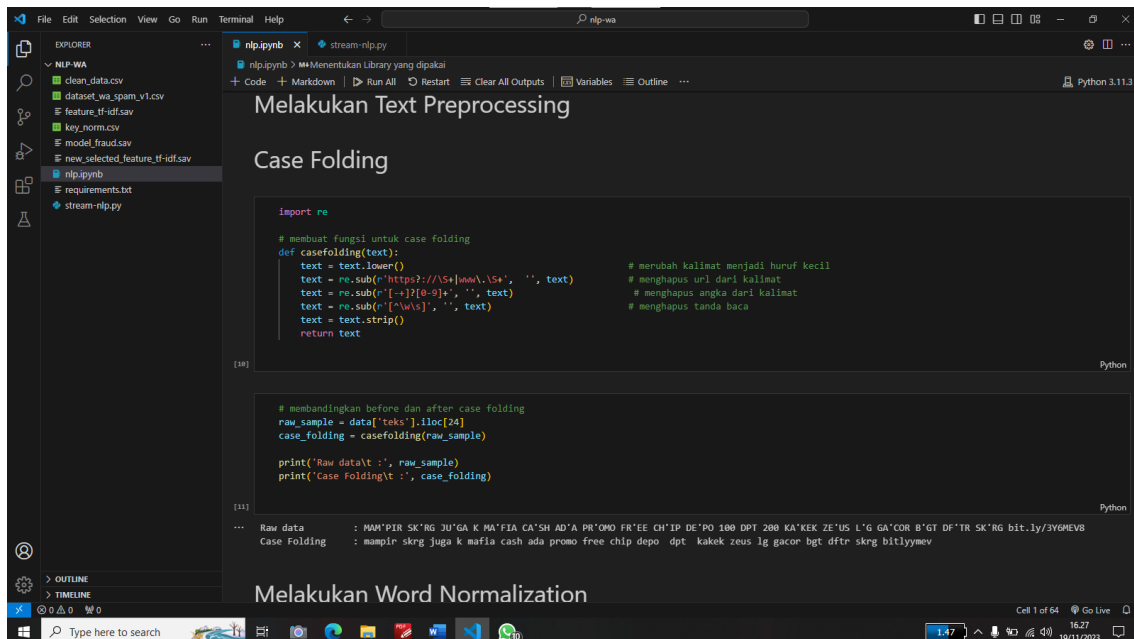 File Edit Selection View Go Run Terminal Help
nlp-wa
EXPLORER
nlp.ipynb
stream-nlp.py
NLP-WA
nlp.ipynb > M+Menentukan Library yang dipakai
clean_data.csv
+ Code + Markdown | Run All Restart Clear All Outputs | Variables Outline ...
Python 3.11.3
dataset_wa_spam_v1.csv
feature_tf-idf.sav
key_norm.csv
model_fraud.sav
new_selected_feature_tf-idf.sav
nlp.ipynb
requirements.txt
stream-nlp.py
Melakukan Text Preprocessing
Case Folding
import re
# membuat fungsi untuk case folding
def casefolding(text):
text = text.lower() # merubah kalimat menjadi huruf kecil
text = re.sub(r'https?://\S+|www\.\S+', '', text) # menghapus url dari kalimat
text = re.sub(r'[-+]?[0-9]+', '', text) # menghapus angka dari kalimat
text = re.sub(r'[^\w\s]', '', text) # menghapus tanda baca
text = text.strip()
return text
[10]
Python
# membandingkan before dan after case folding
raw_sample = data['teks'].iloc[24]
case_folding = casefolding(raw_sample)
print('Raw data\t :', raw_sample)
print('Case Folding\t :', case_folding)
[11]
Python
... Raw data : MAM'PIR SK'RG JU'GA K MA'FIA CA'SH AD'A PR'OMO FR'EE CH'IP DE'PO 100 DPT 200 KA'KEK ZE'US L'G GA'COR B'GT DF'TR SK'RG bit.ly/3Y6MEV8
Case Folding : mampir skrg juga k mafia cash ada promo free chip depo dpt kakek zeus lg gacor bgt dftr skrg bitlyymev
Melakukan Word Normalization
OUTLINE
TIMELINE
0 0 0
Cell 1 of 64 Go Live
Type here to search
10
1.47
16.27
19/11/2023